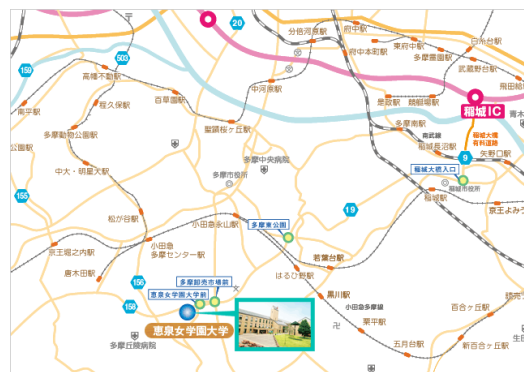 20
分倍河原駅
府中駅
府中本町駅
東府中駅
多摩霊園駅
白糸台駅
武蔵野台駅
飛田給
503
159
高幡不動駅
中河原駅
是政駅
競艇場駅
稲城IC
青木
南平駅
程久保駅
百草園駅
聖蹟桜ヶ丘駅
多摩南駅
南武線
稲城大橋
有料道路
多摩動物公園駅
公園駅
稲城長沼駅
9
矢野口駅
中大・明星大駅
多摩中央病院
多摩市役所
稲城大橋入口
稲城市役所
155
稲城駅
京王よみう
松が谷駅
小田急永山駅
多摩東公園
19
京王堀之内駅
小田急
多摩センター駅
若葉台駅
唐木田駅
はるひ野駅
156
多摩卸売市場前
恵泉女学園大学前
158
黒川駅
小田急多摩線
読売ラ
恵泉女学園大学
栗平駅
百合ヶ丘駅
多摩丘陵病院
五月台駅
新百合ヶ丘駅
生田